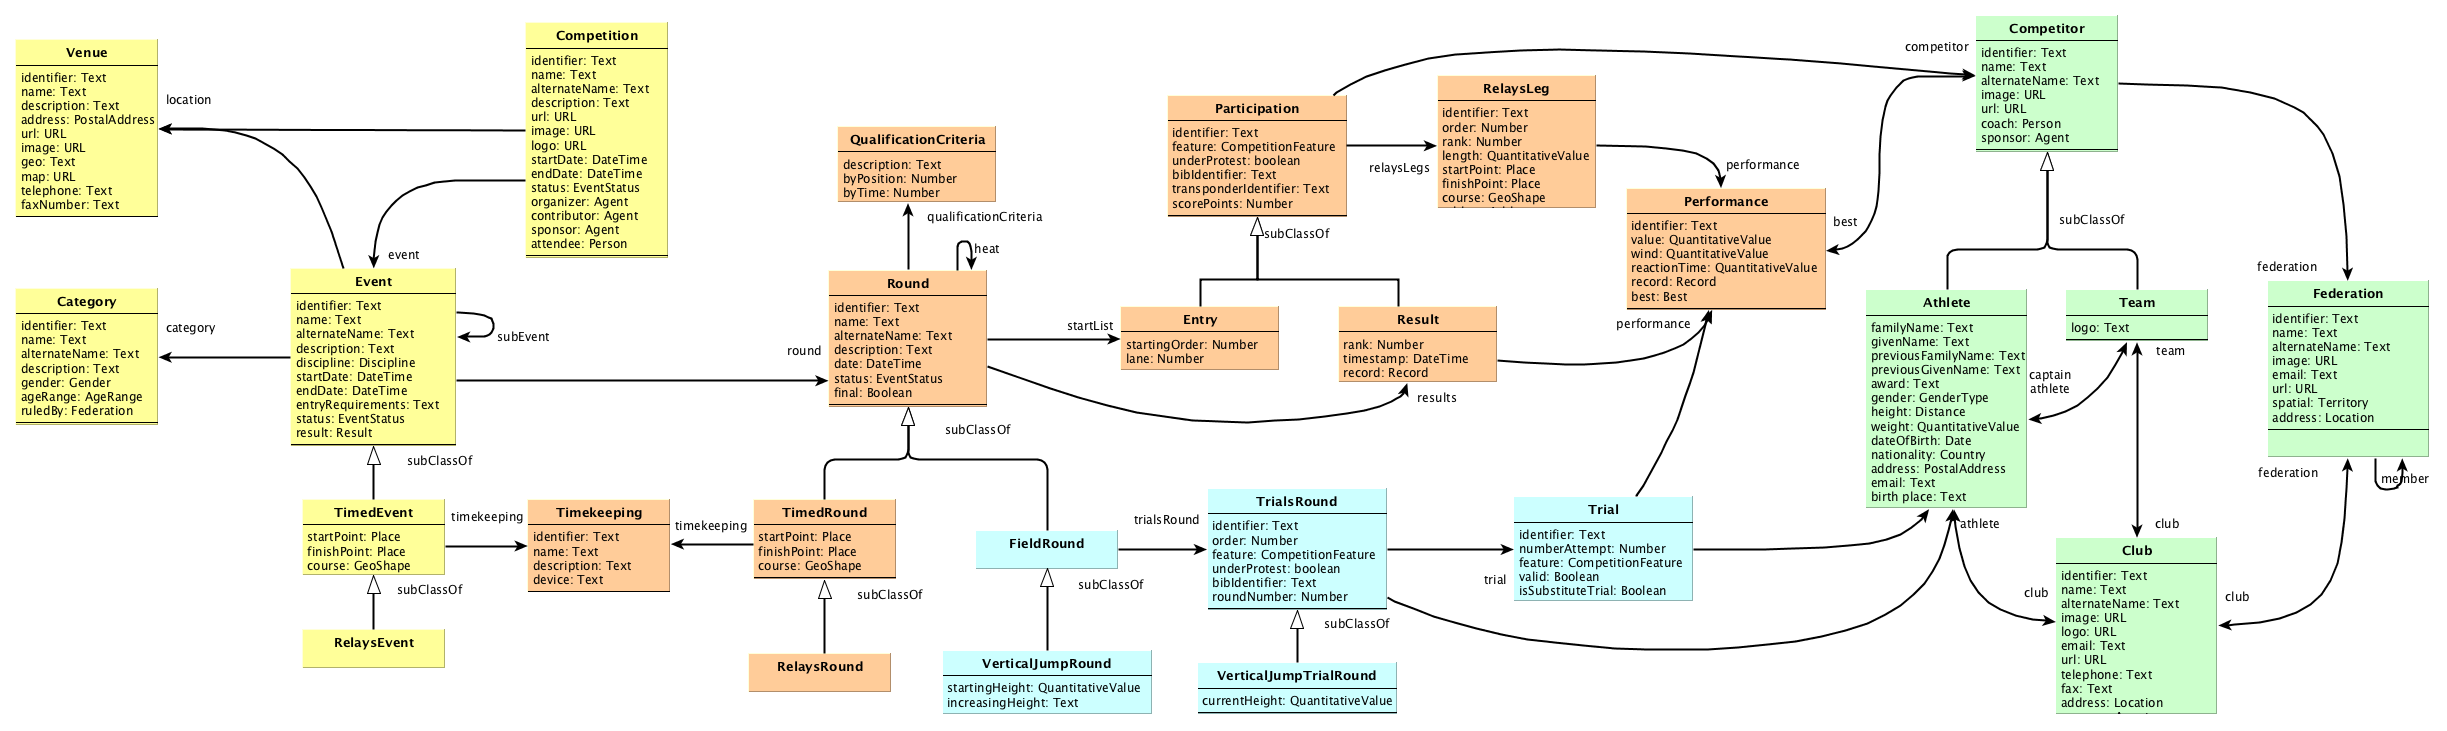 Venue
identifier: Text
name: Text
description: Text
address: PostalAddress
url: URL
image: URL
geo: Text
map: URL
telephone: Text
faxNumber: Text
location
Competition
identifier: Text
name: Text
alternateName: Text
description: Text
url: URL
image: URL
logo: URL
startDate: DateTime
endDate: DateTime
status: EventStatus
organizer: Agent
contributor: Agent
sponsor: Agent
attendee: Person
event
Category
identifier: Text
name: Text
alternateName: Text
description: Text
gender: Gender
ageRange: AgeRange
ruledBy: Federation
category
Event
identifier: Text
name: Text
alternateName: Text
description: Text
discipline: Discipline
startDate: DateTime
endDate: DateTime
entryRequirements: Text
status: EventStatus
result: Result
subEvent
subClassOf
TimedEvent
startPoint: Place
finishPoint: Place
course: GeoShape
timekeeping
subClassOf
RelaysEvent
Timekeeping
identifier: Text
name: Text
description: Text
device: Text
timekeeping
QualificationCriteria
description: Text
byPosition: Number
byTime: Number
qualificationCriteria
heat
round
Round
identifier: Text
name: Text
alternateName: Text
description: Text
date: DateTime
status: EventStatus
final: Boolean
subClassOf
TimedRound
startPoint: Place
finishPoint: Place
course: GeoShape
subClassOf
RelaysRound
FieldRound
subClassOf
VerticalJumpRound
startingHeight: QuantitativeValue
increasingHeight: Text
startList
results
Participation
identifier: Text
feature: CompetitionFeature
underProtest: boolean
bibIdentifier: Text
transponderIdentifier: Text
scorePoints: Number
subClassOf
relaysLegs
RelaysLeg
identifier: Text
order: Number
rank: Number
length: QuantitativeValue
startPoint: Place
finishPoint: Place
course: GeoShape
Entry
startingOrder: Number
lane: Number
Result
rank: Number
timestamp: DateTime
record: Record
performance
performance
Performance
identifier: Text
value: QuantitativeValue
wind: QuantitativeValue
reactionTime: QuantitativeValue
record: Record
best: Best
best
trialsRound
TrialsRound
identifier: Text
order: Number
feature: CompetitionFeature
underProtest: boolean
bibIdentifier: Text
roundNumber: Number
subClassOf
VerticalJumpTrialRound
currentHeight: QuantitativeValue
trial
Trial
identifier: Text
numberAttempt: Number
feature: CompetitionFeature
valid: Boolean
isSubstituteTrial: Boolean
competitor
Competitor
identifier: Text
name: Text
alternateName: Text
image: URL
url: URL
coach: Person
sponsor: Agent
subClassOf
Athlete
familyName: Text
givenName: Text
previousFamilyName: Text
previousGivenName: Text
award: Text
gender: GenderType
height: Distance
weight: QuantitativeValue
dateOfBirth: Date
nationality: Country
address: PostalAddress
email: Text
birth place: Text
athlete
Team
logo: Text
team
captain
athlete
club
club
Club
identifier: Text
name: Text
alternateName: Text
image: URL
logo: URL
email: Text
url: URL
telephone: Text
fax: Text
address: Location
club
federation
Federation
identifier: Text
name: Text
alternateName: Text
image: URL
email: Text
url: URL
spatial: Territory
address: Location
federation
member